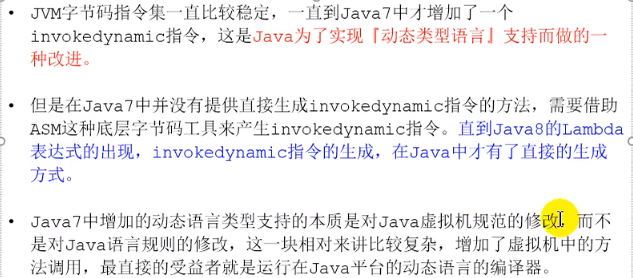 • JVM字节码指令集一直比较稳定，一直到Java7中才增加了一个
invokedynamic指令，这是Java为了实现『动态类型语言』支持而做的一
种改进。
• 但是在Java7中并没有提供直接生成invokedynamic指令的方法，需要借助
ASM这种底层字节码工具来产生invokedynamic指令。直到Java8的Lambda
表达式的出现，invokedynamic指令的生成，在Java中才有了直接的生成
方式。
• Java7中增加的动态语言类型支持的本质是对Java虚拟机规范的修改，而不
是对Java语言规则的修改，这一块相对来讲比较复杂，增加了虚拟机中的方
法调用，最直接的受益者就是运行在Java平台的动态语言的编译器。